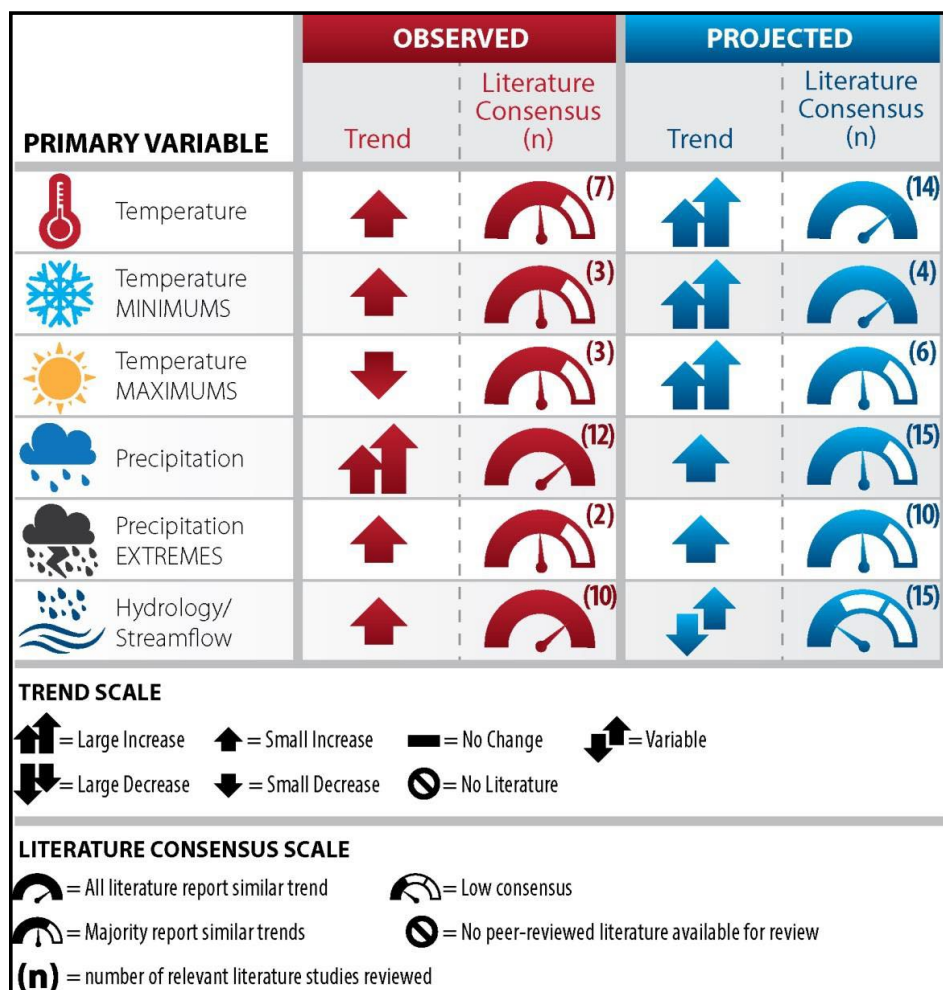 OBSERVED PROJECTED
PRIMARY VARIABLE Trend Literature Consensus (n) Trend Literature Consensus (n)
Temperature (7) (14)
Temperature MINIMUMS (3) (4)
Temperature MAXIMUMS (3) (6)
Precipitation (12) (15)
Precipitation EXTREMES (2) (10)
Hydrology/ Streamflow (10) (15)
TREND SCALE
= Large Increase = Small Increase = No Change = Variable
= Large Decrease = Small Decrease = No Literature
LITERATURE CONSENSUS SCALE
= All literature report similar trend = Low consensus
= Majority report similar trends = No peer-reviewed literature available for review
(n) = number of relevant literature studies reviewed